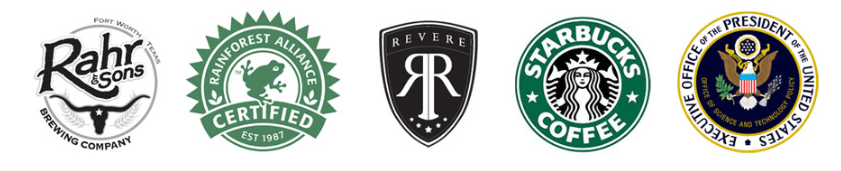 FORT WORTH TEXAS
Rahr
& Sons
BREWING COMPANY
RAINFOREST ALLIANCE
CERTIFIED
EST 1987
REVERE
RR
STARBUCKS
COFFEE
EXECUTIVE OFFICE OF THE PRESIDENT OF THE UNITED STATES
OFFICE OF SCIENCE AND TECHNOLOGY POLICY